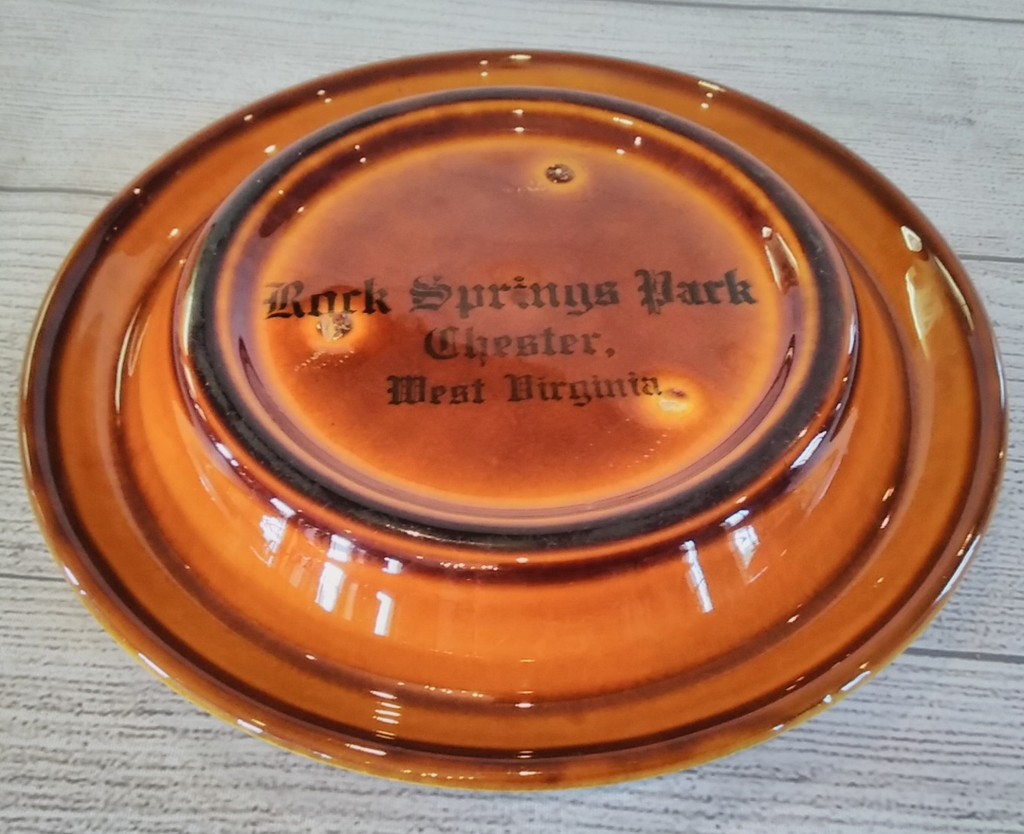 Rock Springs Park
Chester,
West Virginia